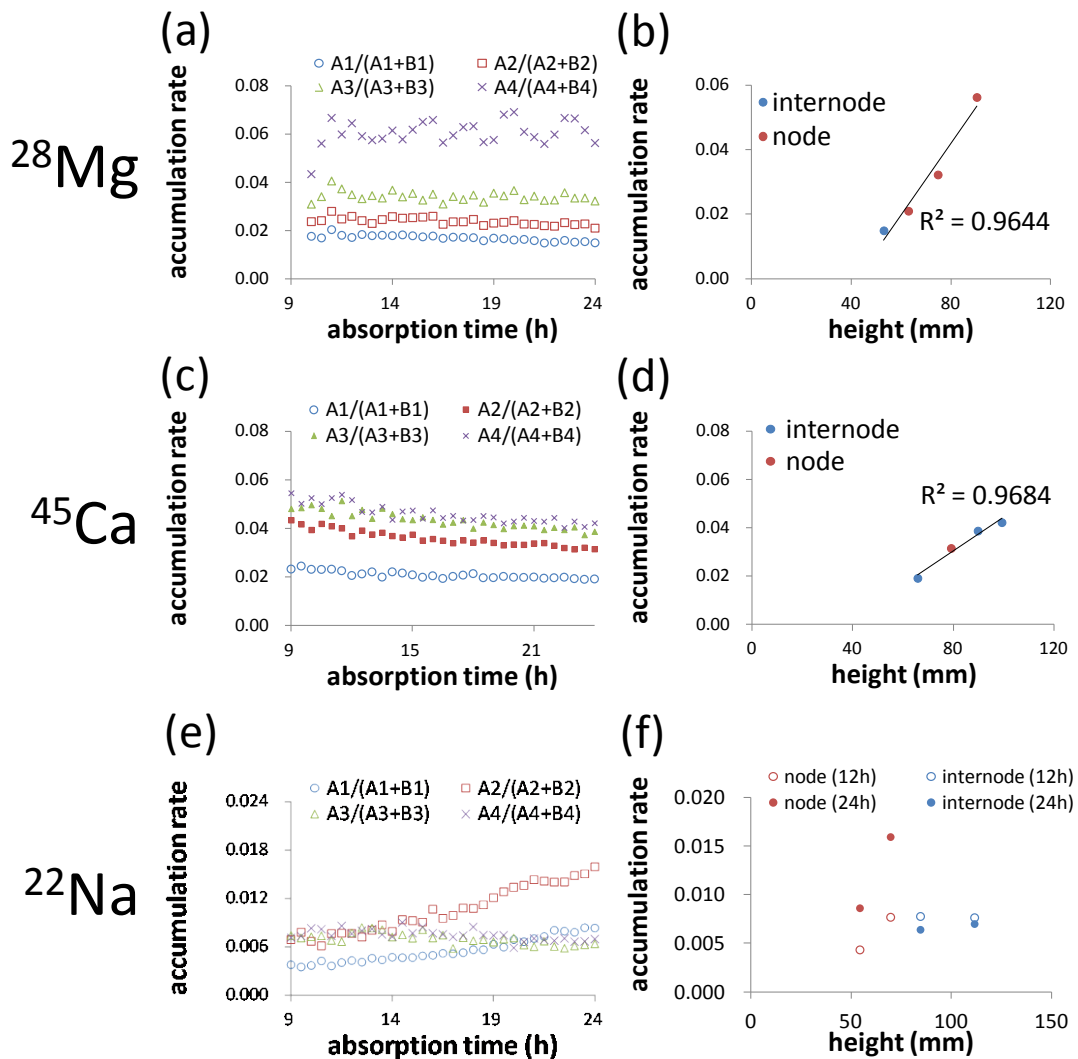 (a)
A1/(A1+B1) A2/(A2+B2)
A3/(A3+B3) A4/(A4+B4)
0.08
0.06
0.04
0.02
0.00
accumulation rate
9 14 19 24
absorption time (h)
(b)
internode
node
0.06
0.04
0.02
0.00
accumulation rate
R² = 0.9644
0 40 80 120
height (mm)
²⁸Mg
(c)
A1/(A1+B1) A2/(A2+B2)
A3/(A3+B3) A4/(A4+B4)
0.08
0.06
0.04
0.02
0.00
accumulation rate
9 15 21
absorption time (h)
(d)
internode
node
0.08
0.06
0.04
0.02
0.00
accumulation rate
R² = 0.9684
0 40 80 120
height (mm)
⁴⁵Ca
(e)
A1/(A1+B1) A2/(A2+B2)
A3/(A3+B3) A4/(A4+B4)
0.024
0.018
0.012
0.006
0.000
accumulation rate
9 14 19 24
absorption time (h)
(f)
node (12h) internode (12h)
node (24h) internode (24h)
0.020
0.015
0.010
0.005
0.000
accumulation rate
0 50 100 150
height (mm)
²²Na